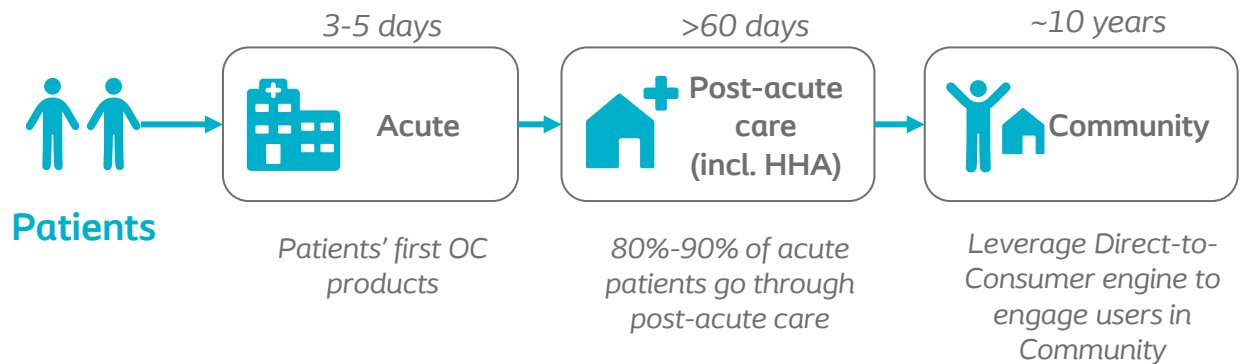 3-5 days
>60 days
~10 years
Patients
Acute
Post-acute
care
(incl. HHA)
Community
Patients' first OC
products
80%-90% of acute
patients go through
post-acute care
Leverage Direct-to-
Consumer engine to
engage users in
Community